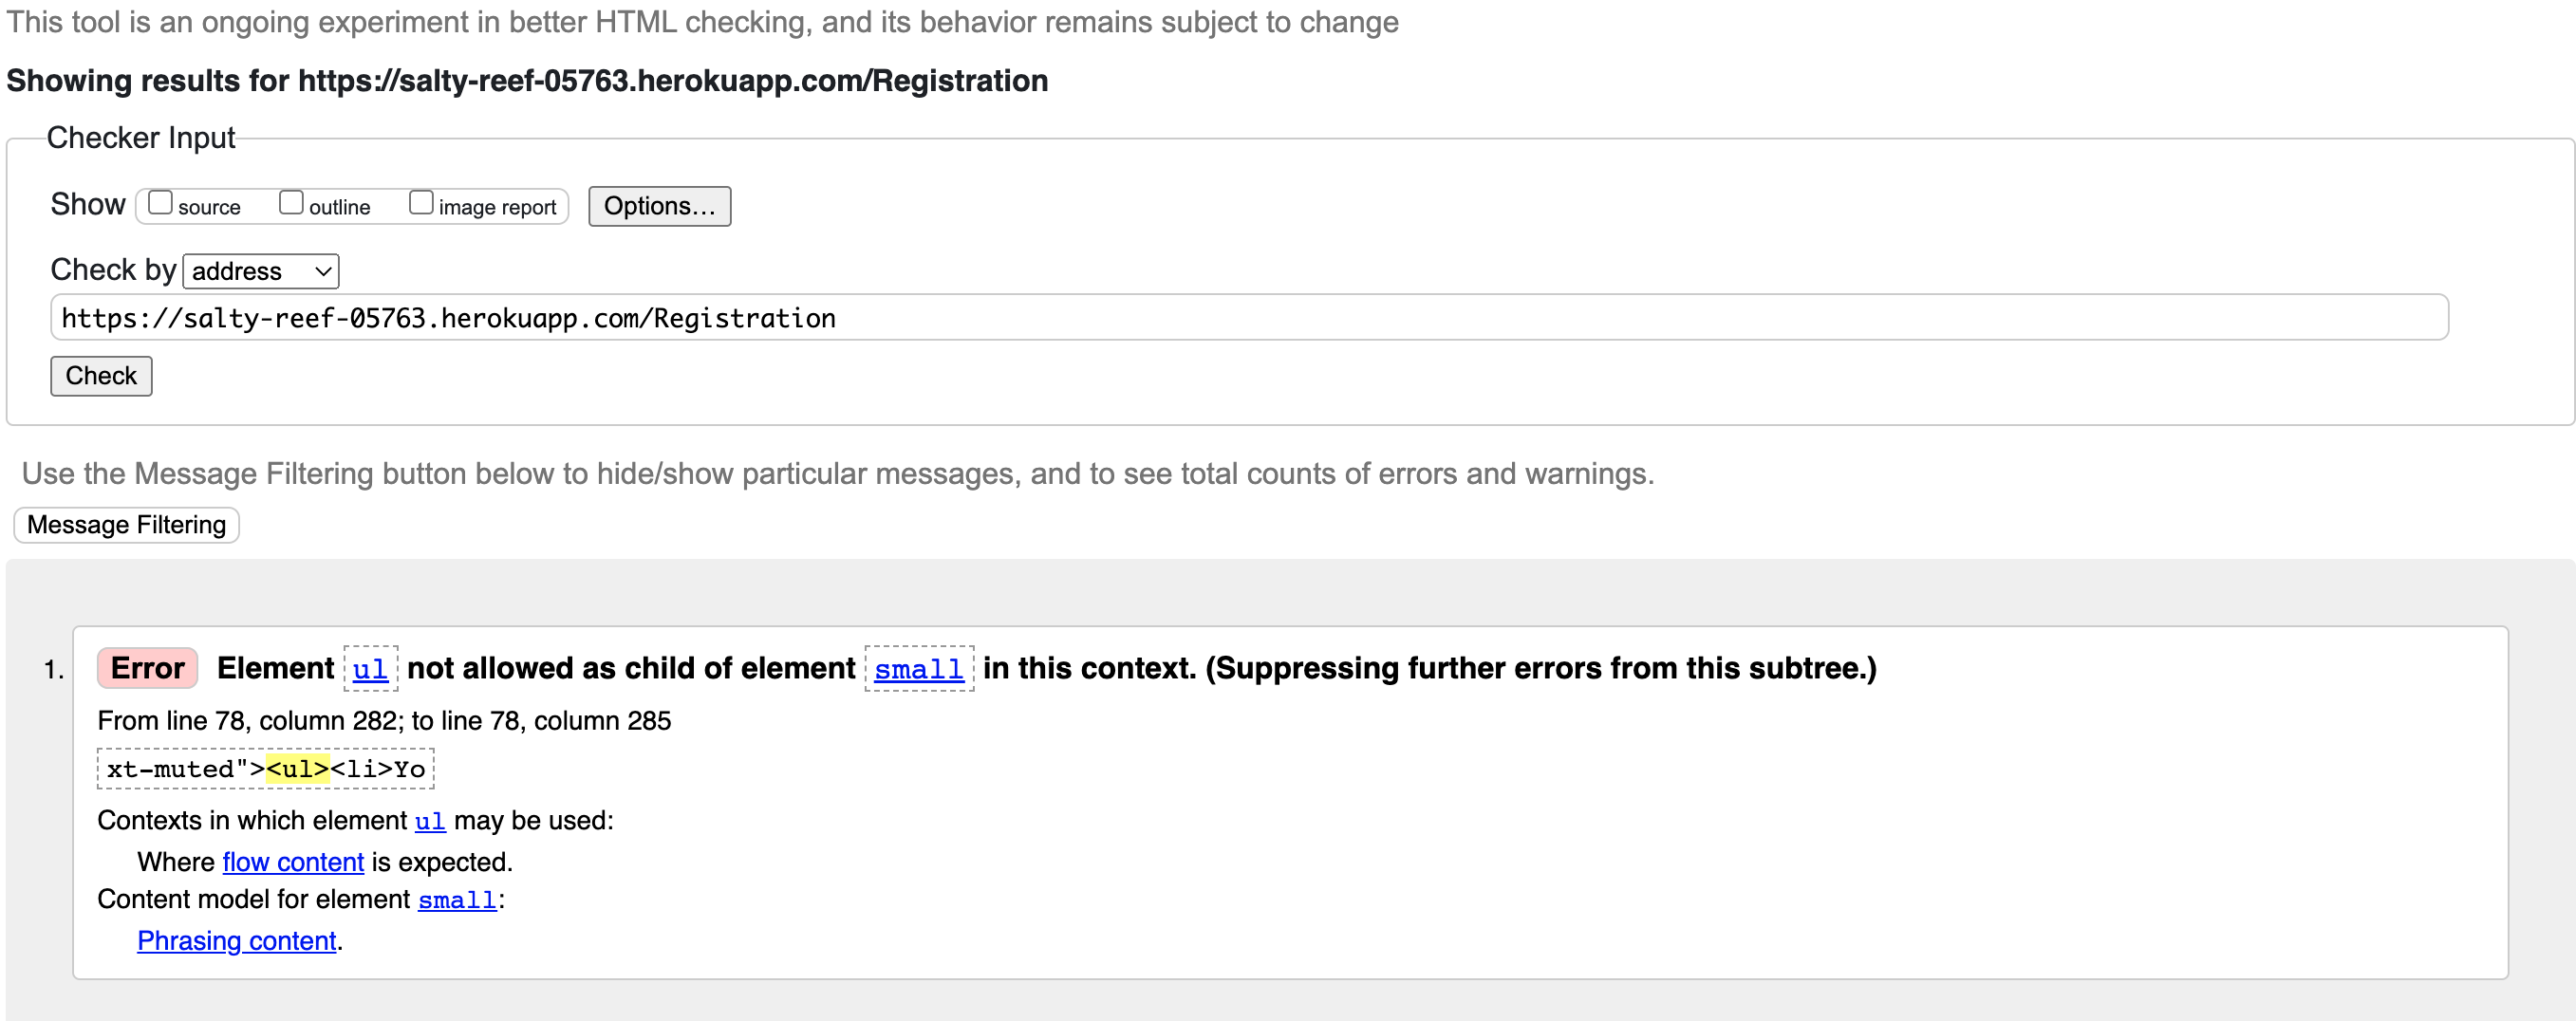 This tool is an ongoing experiment in better HTML checking, and its behavior remains subject to change
Showing results for https://salty-reef-05763.herokuapp.com/Registration
Checker Input
Show source outline image report Options...
Check by address
https://salty-reef-05763.herokuapp.com/Registration
Check
Use the Message Filtering button below to hide/show particular messages, and to see total counts of errors and warnings.
Message Filtering
1. Error Element ul not allowed as child of element small in this context. (Suppressing further errors from this subtree.)
From line 78, column 282; to line 78, column 285
xt-muted"><ul><li>Yo
Contexts in which element ul may be used:
Where flow content is expected.
Content model for element small:
Phrasing content.